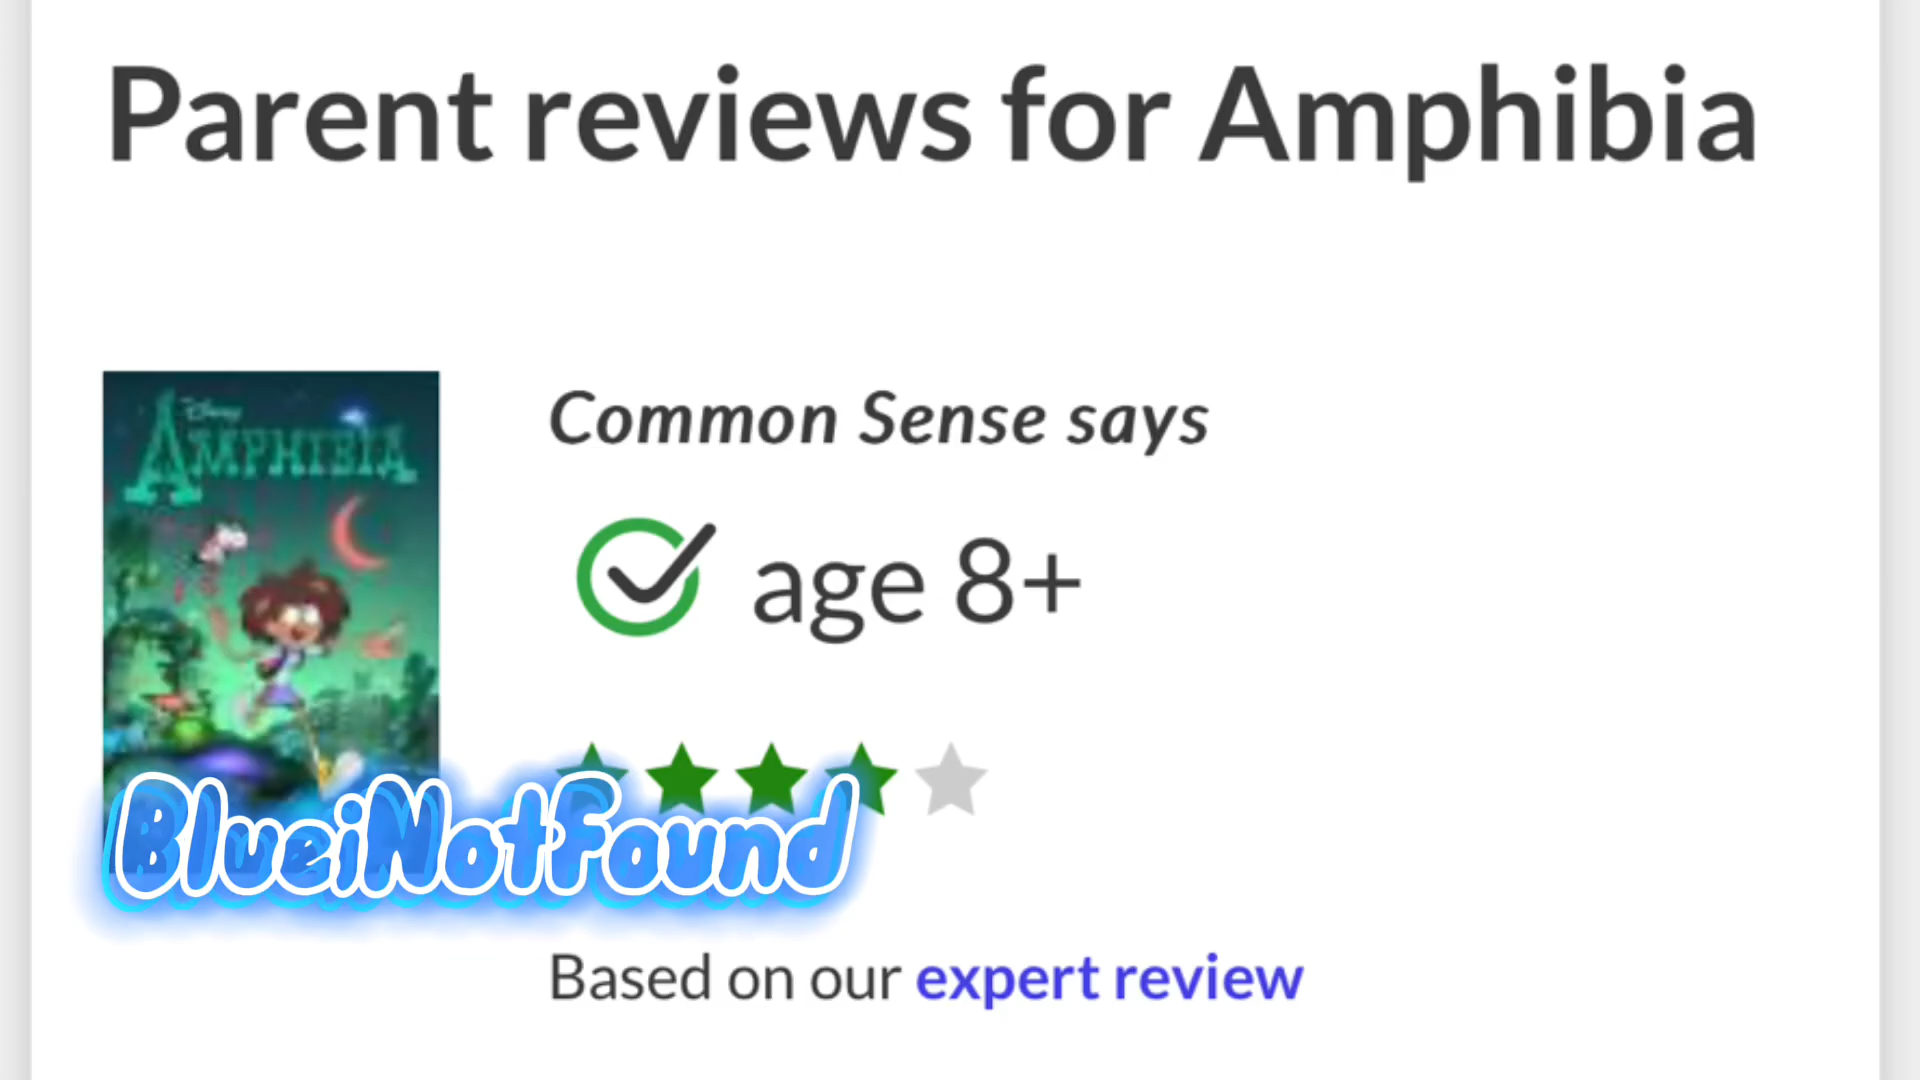 Parent reviews for Amphibia
Disney
AMPHIBIA
Common Sense says
age 8+
BlueiNotFound
Based on our expert review